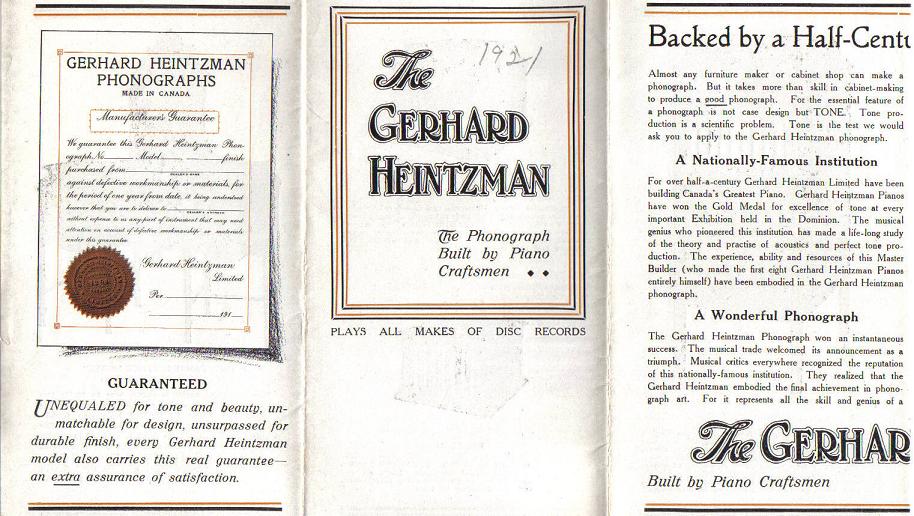 GERHARD HEINTZMAN
PHONOGRAPHS
MADE IN CANADA
Manufacturer's Guarantee
We guarantee this Gerhard Heintzman Phon-
ograph No Model finish
purchased from
DEALER'S NAME
against defective workmanship or materials, for
the period of one year from date, it being understood
however that you are to deliver to
DEALER'S ADDRESS
without expense to us any part of instrument that may need
attention on account of defective workmanship or materials
under this guarantee.
Gerhard Heintzman
Limited
Per
191
GUARANTEED
UNEQUALED for tone and beauty, un-
matchable for design, unsurpassed for
durable finish, every Gerhard Heintzman
model also carries this real guarantee—
an extra assurance of satisfaction.
1921
The
GERHARD
HEINTZMAN
The Phonograph
Built by Piano
Craftsmen
PLAYS ALL MAKES OF DISC RECORDS
Backed by a Half-Centu
Almost any furniture maker or cabinet shop can make a
phonograph. But it takes more than skill in cabinet-making
to produce a good phonograph. For the essential feature of
a phonograph is not case design but TONE. Tone pro-
duction is a scientific problem. Tone is the test we would
ask you to apply to the Gerhard Heintzman phonograph.
A Nationally-Famous Institution
For over half-a-century Gerhard Heintzman Limited have been
building Canada's Greatest Piano. Gerhard Heintzman Pianos
have won the Gold Medal for excellence of tone at every
important Exhibition held in the Dominion. The musical
genius who pioneered this institution has made a life-long study
of the theory and practise of acoustics and perfect tone pro-
duction. The experience, ability and resources of this Master
Builder (who made the first eight Gerhard Heintzman Pianos
entirely himself) have been embodied in the Gerhard Heintzman
phonograph.
A Wonderful Phonograph
The Gerhard Heintzman Phonograph won an instantaneous
success. The musical trade welcomed its announcement as a
triumph. Musical critics everywhere recognized the reputation
of this nationally-famous institution. They realized that the
Gerhard Heintzman embodied the final achievement in phono-
graph art. For it represents all the skill and genius of a
The GERHAR
Built by Piano Craftsmen